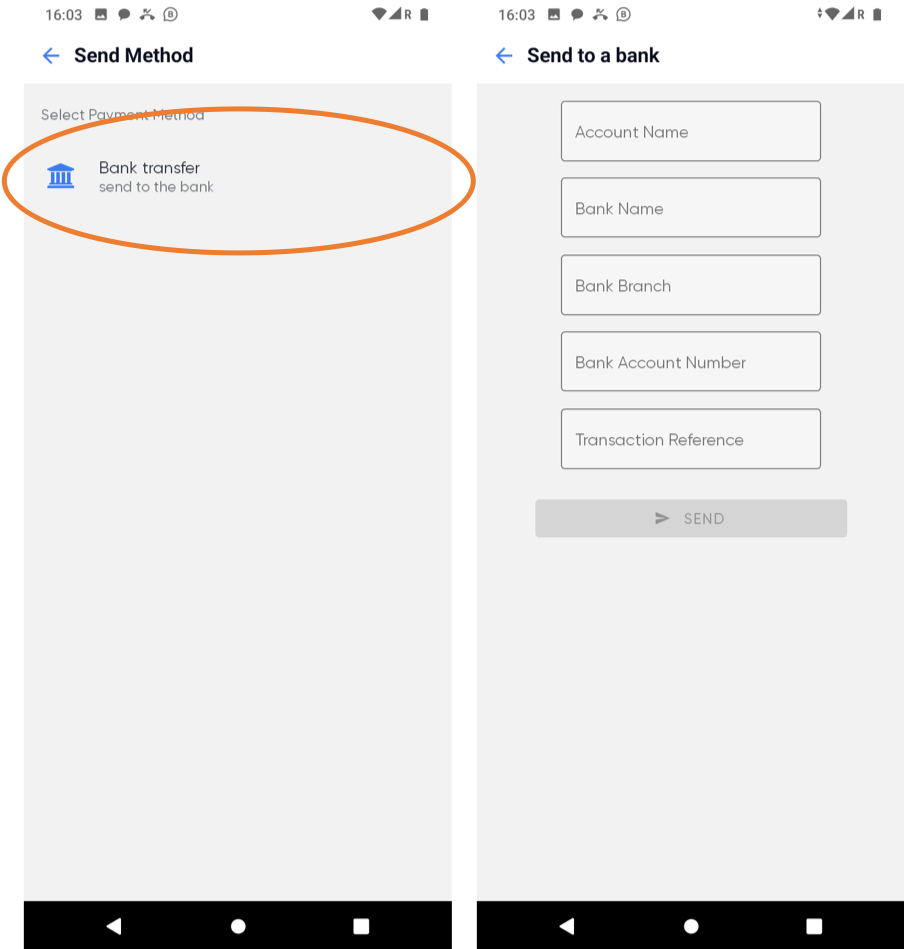 16:03
R
Send Method
Select Payment Method
Bank transfer
send to the bank
16:03
R
Send to a bank
Account Name
Bank Name
Bank Branch
Bank Account Number
Transaction Reference
SEND